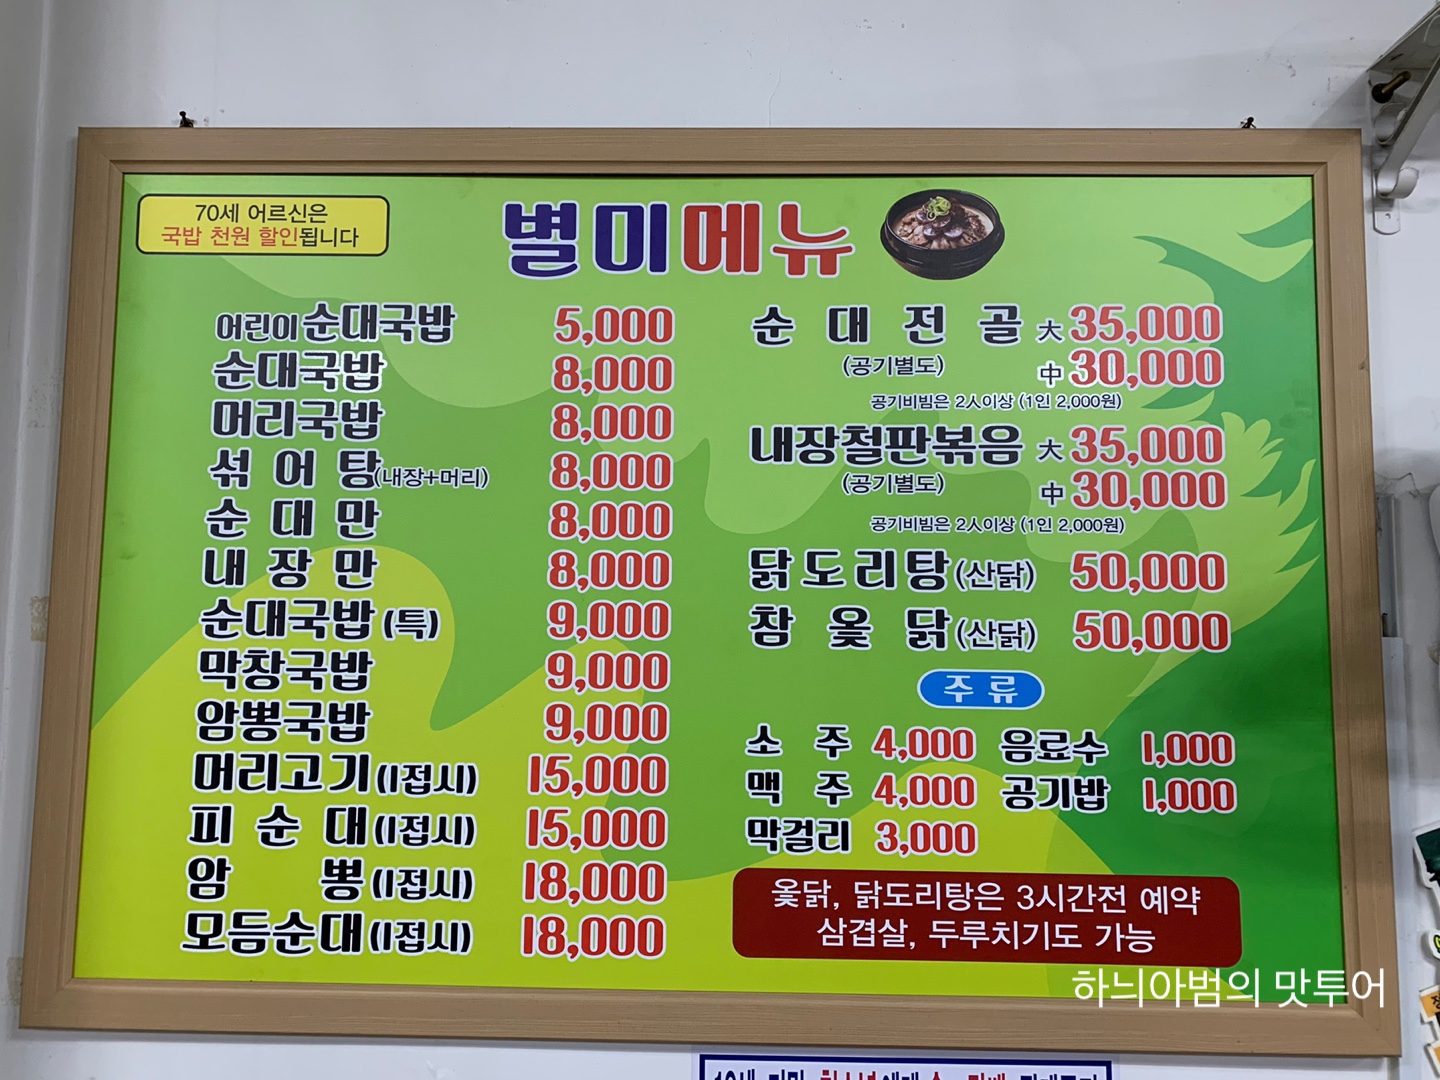 70세 어르신은
국밥 천원 할인됩니다
별미메뉴
어린이순대국밥 5,000
순대국밥 8,000
머리국밥 8,000
섞어탕(내장+머리) 8,000
순대만 8,000
내장만 8,000
순대국밥(특) 9,000
막창국밥 9,000
암뽕국밥 9,000
머리고기(1접시) 15,000
피순대(1접시) 15,000
암뽕(1접시) 18,000
모듬순대(1접시) 18,000
순대전골 大 35,000
(공기별도) 中 30,000
공기비빔은 2人이상 (1인 2,000원)
내장철판볶음 大 35,000
(공기별도) 中 30,000
공기비빔은 2人이상 (1인 2,000원)
닭도리탕(산닭) 50,000
참옻닭(산닭) 50,000
주류
소주 4,000 음료수 1,000
맥주 4,000 공기밥 1,000
막걸리 3,000
옻닭, 닭도리탕은 3시간전 예약
삼겹살, 두루치기도 가능
하늬아범의 맛투어